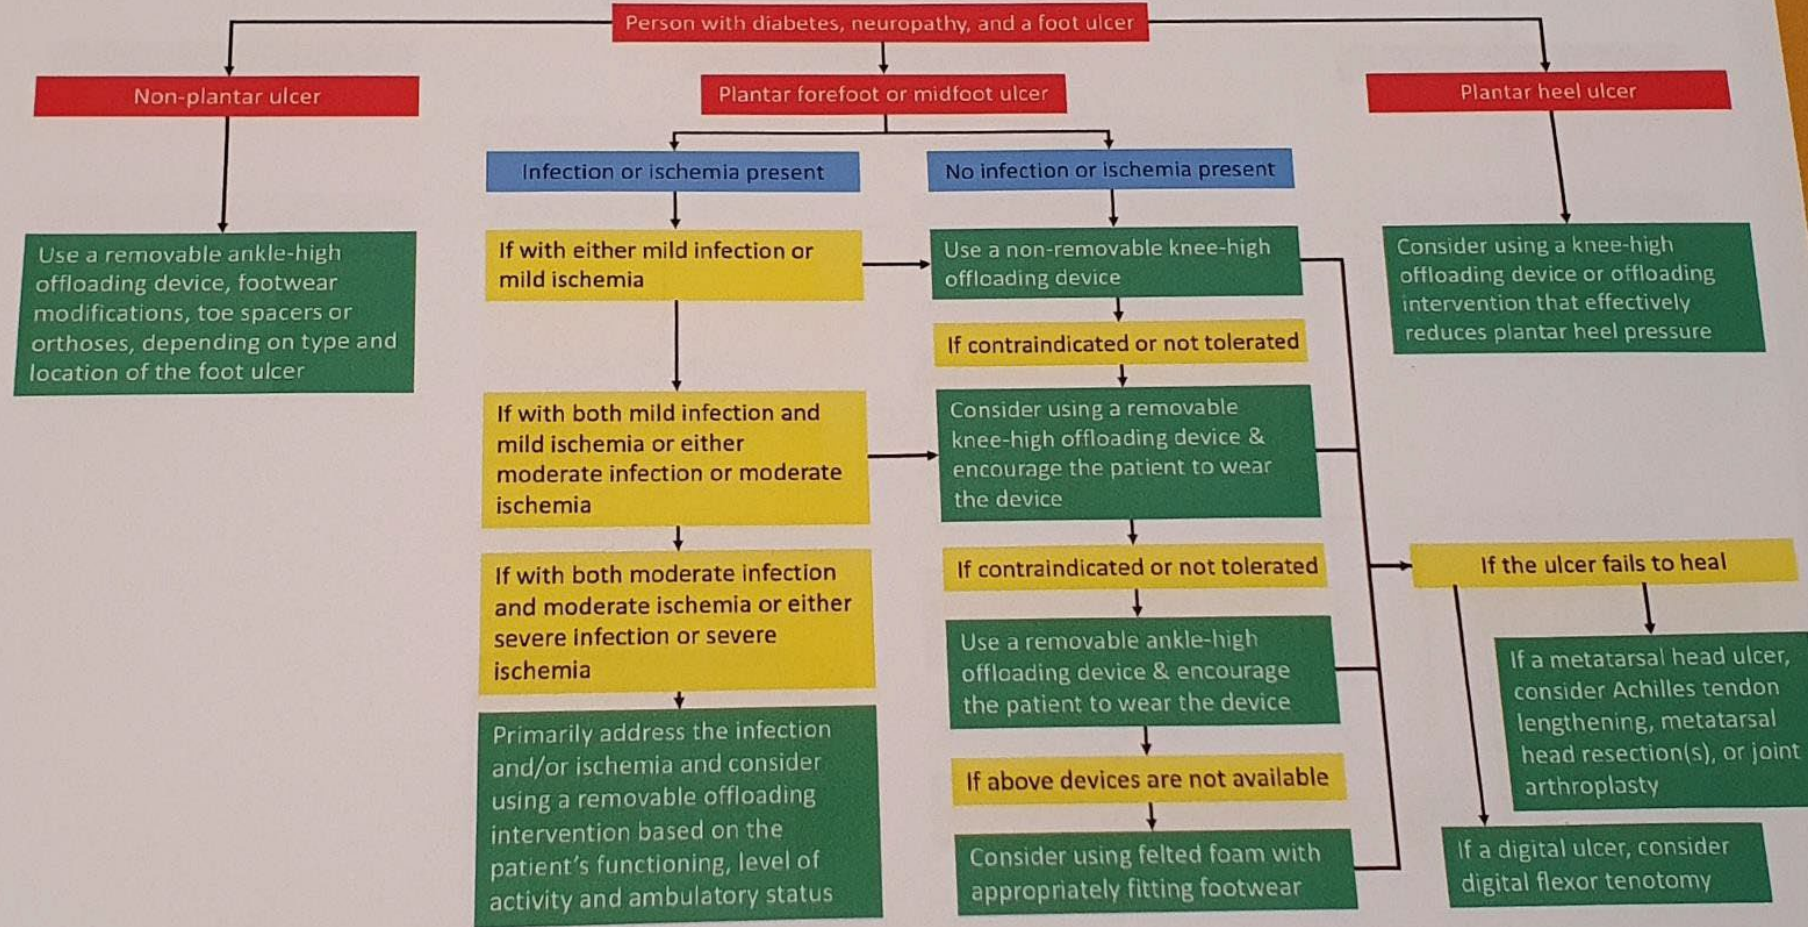 Person with diabetes, neuropathy, and a foot ulcer
Non-plantar ulcer
Plantar forefoot or midfoot ulcer
Plantar heel ulcer
Infection or ischemia present
No infection or ischemia present
Use a removable ankle-high
offloading device, footwear
modifications, toe spacers or
orthoses, depending on type and
location of the foot ulcer
If with either mild infection or
mild ischemia
Use a non-removable knee-high
offloading device
Consider using a knee-high
offloading device or offloading
intervention that effectively
reduces plantar heel pressure
If contraindicated or not tolerated
If with both mild infection and
mild ischemia or either
moderate infection or moderate
ischemia
Consider using a removable
knee-high offloading device &
encourage the patient to wear
the device
If with both moderate infection
and moderate ischemia or either
severe infection or severe
ischemia
If contraindicated or not tolerated
If the ulcer fails to heal
Use a removable ankle-high
offloading device & encourage
the patient to wear the device
If a metatarsal head ulcer,
consider Achilles tendon
lengthening, metatarsal
head resection(s), or joint
arthroplasty
Primarily address the infection
and/or ischemia and consider
using a removable offloading
intervention based on the
patient's functioning, level of
activity and ambulatory status
If above devices are not available
Consider using felted foam with
appropriately fitting footwear
If a digital ulcer, consider
digital flexor tenotomy